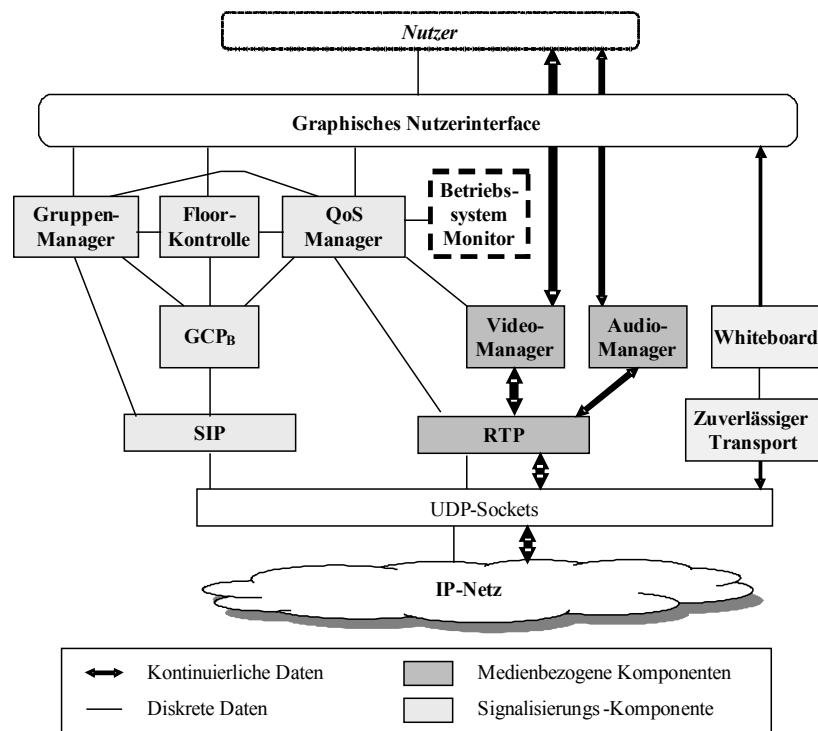 Nutzer
Graphisches Nutzerinterface
Gruppen-
Manager
Floor-
Kontrolle
QoS
Manager
Betriebs-
system
Monitor
GCPB
Video-
Manager
Audio-
Manager
Whiteboard
SIP
RTP
Zuverlässiger
Transport
UDP-Sockets
IP-Netz
Kontinuierliche Daten
Medienbezogene Komponenten
Diskrete Daten
Signalisierungs-Komponente